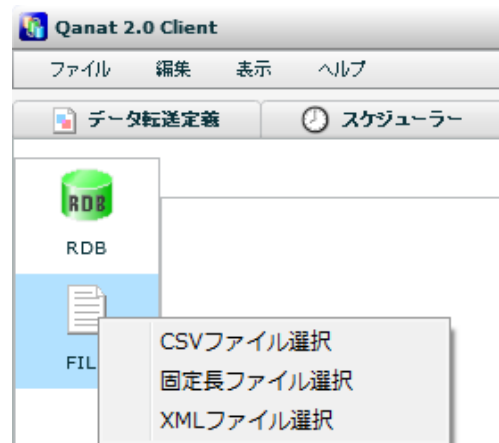 Qanat 2.0 Client
ファイル 編集 表示 ヘルプ
データ転送定義 スケジューラー
RDB
RDB
FIL
CSVファイル選択
固定長ファイル選択
XMLファイル選択